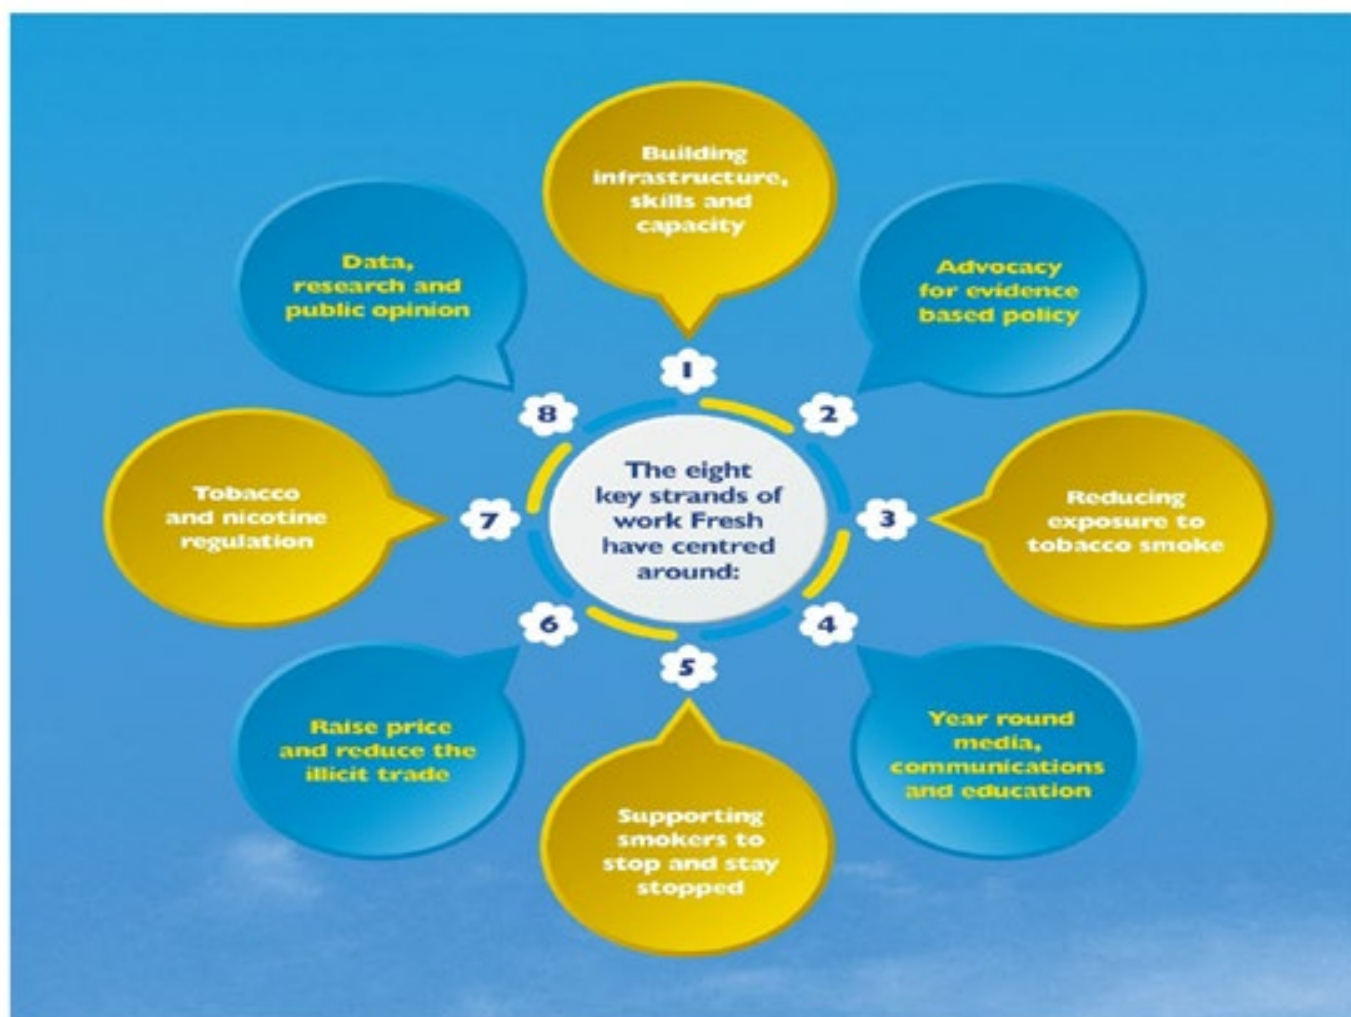 The eight
key strands of
work Fresh
have centred
around:
1
Building
infrastructure,
skills and
capacity
2
Advocacy
for evidence
based policy
3
Reducing
exposure to
tobacco smoke
4
Year round
media,
communications
and education
5
Supporting
smokers to
stop and stay
stopped
6
Raise price
and reduce the
illicit trade
7
Tobacco
and nicotine
regulation
8
Data,
research and
public opinion